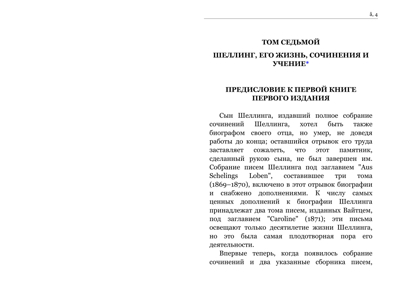 å. 4
ТОМ СЕДЬМОЙ
ШЕЛЛИНГ, ЕГО ЖИЗНЬ, СОЧИНЕНИЯ И
УЧЕНИЕ*
ПРЕДИСЛОВИЕ К ПЕРВОЙ КНИГЕ
ПЕРВОГО ИЗДАНИЯ
Сын Шеллинга, издавший полное собрание
сочинений Шеллинга, хотел быть также
биографом своего отца, но умер, не доведя
работы до конца; оставшийся отрывок его труда
заставляет сожалеть, что этот памятник,
сделанный рукою сына, не был завершен им.
Собрание писем Шеллинга под заглавием "Aus
Schelings Loben", составившее три тома
(1869–1870), включено в этот отрывок биографии
и снабжено дополнениями. К числу самых
ценных дополнений к биографии Шеллинга
принадлежат два тома писем, изданных Вайтцем,
под заглавием "Caroline" (1871); эти письма
освещают только десятилетие жизни Шеллинга,
но это была самая плодотворная пора его
деятельности.
Впервые теперь, когда появилось собрание
сочинений и два указанные сборника писем,